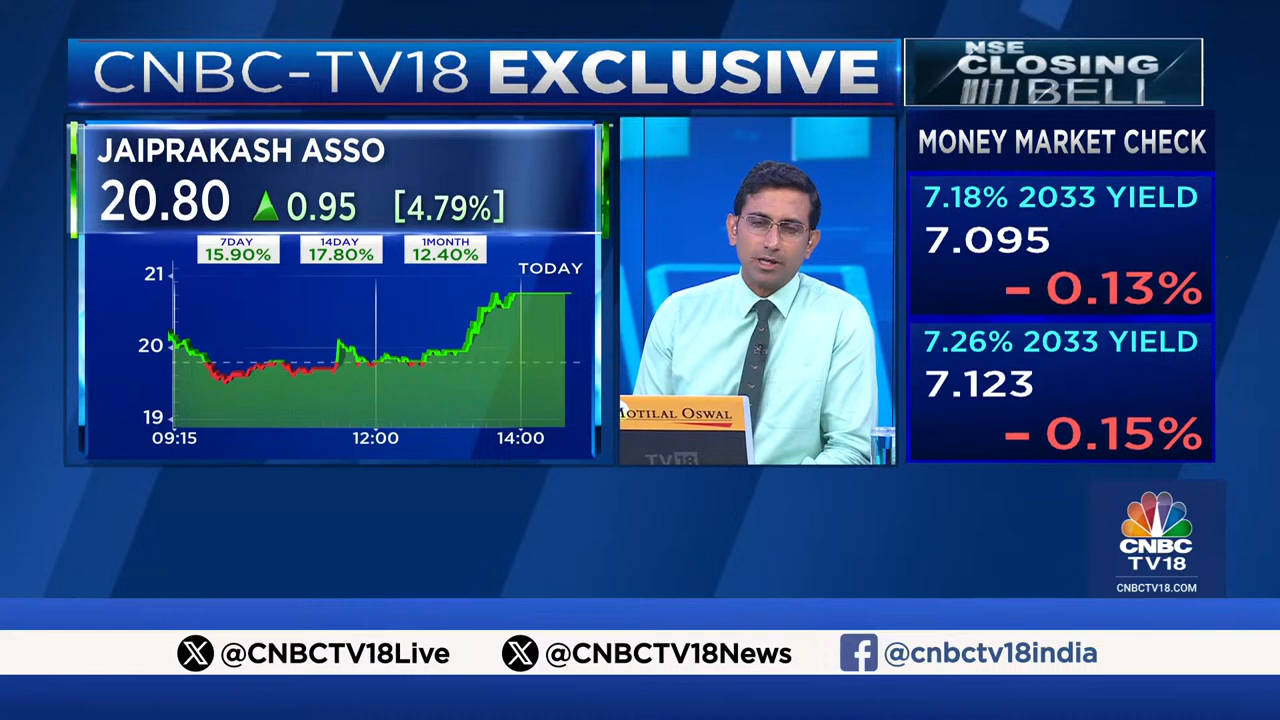 CNBC-TV18 EXCLUSIVE
NSE
CLOSING
BELL
JAIPRAKASH ASSO
20.80 ▲ 0.95 [4.79%]
7DAY
15.90%
14DAY
17.80%
1MONTH
12.40%
TODAY
21
20
19
09:15 12:00 14:00
MOTILAL OSWAL
TV18
MONEY MARKET CHECK
7.18% 2033 YIELD
7.095
– 0.13%
7.26% 2033 YIELD
7.123
– 0.15%
CNBC
TV18
CNBCTV18.COM
@CNBCTV18Live @CNBCTV18News @cnbctv18india